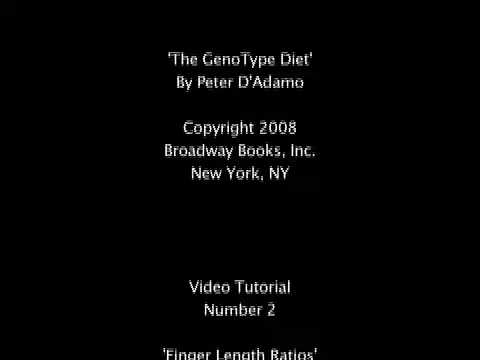 'The GenoType Diet'
By Peter D'Adamo
Copyright 2008
Broadway Books, Inc.
New York, NY
Video Tutorial
Number 2
'Finger Length Ratios'